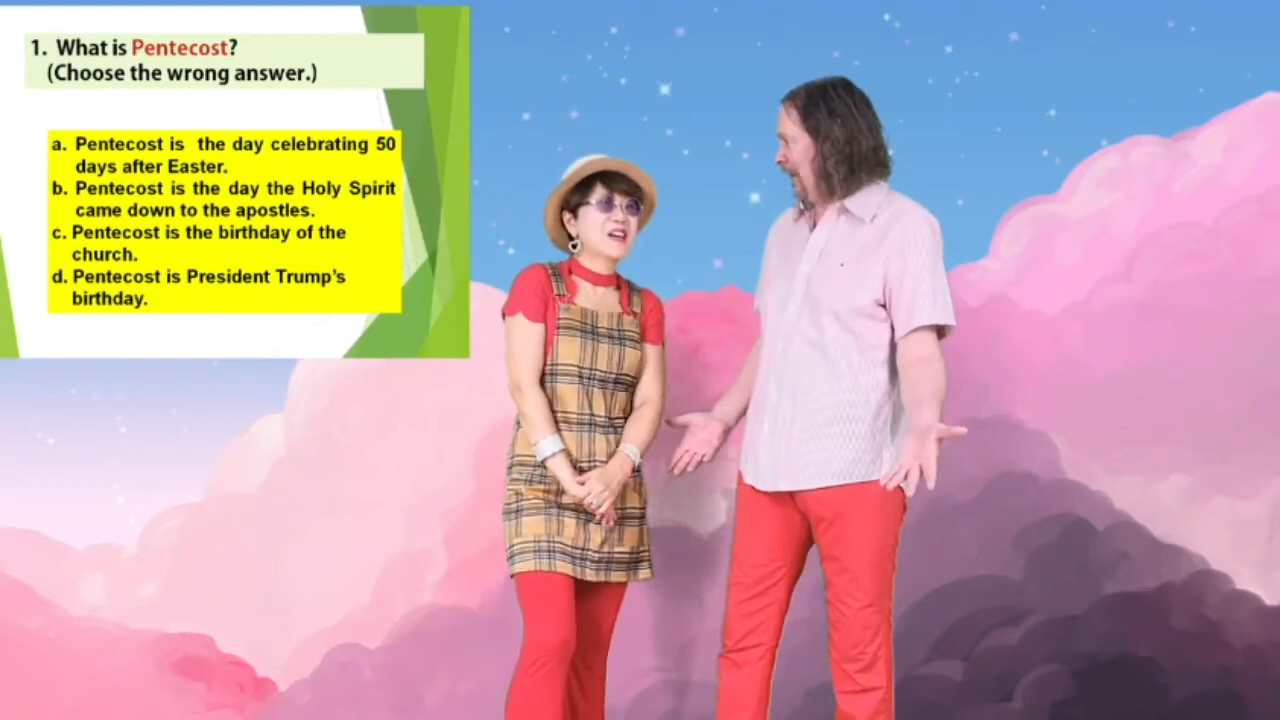 1. What is Pentecost?
(Choose the wrong answer.)
a. Pentecost is the day celebrating 50
days after Easter.
b. Pentecost is the day the Holy Spirit
came down to the apostles.
c. Pentecost is the birthday of the
church.
d. Pentecost is President Trump's
birthday.